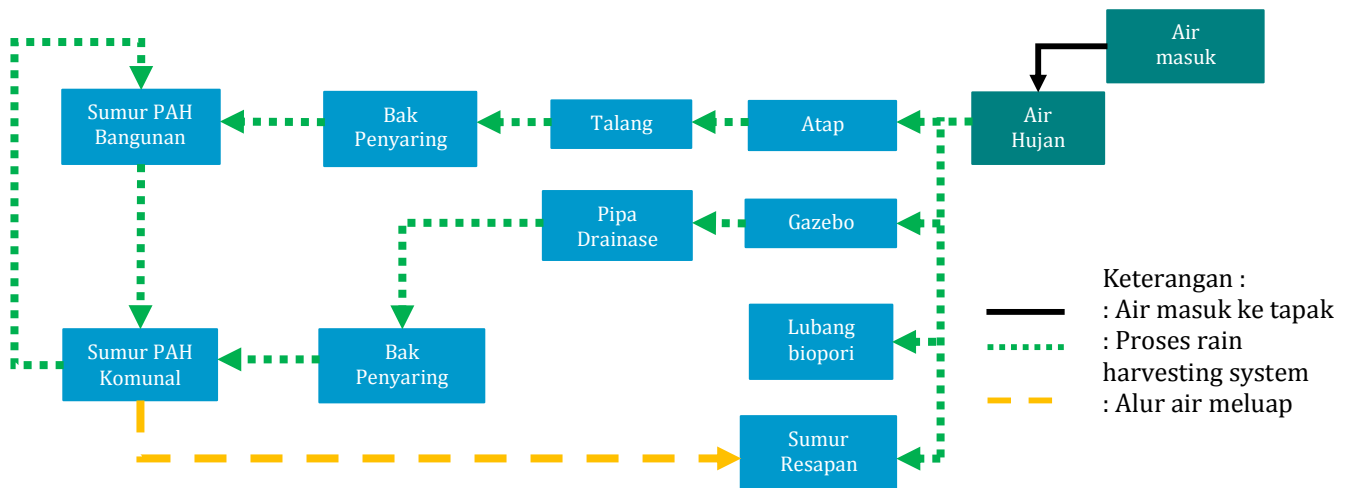 Air
masuk
Sumur PAH
Bangunan
Bak
Penyaring
Talang
Atap
Air
Hujan
Pipa
Drainase
Gazebo
Keterangan :
: Air masuk ke tapak
: Proses rain
harvesting system
: Alur air meluap
Lubang
biopori
Sumur PAH
Komunal
Bak
Penyaring
Sumur
Resapan